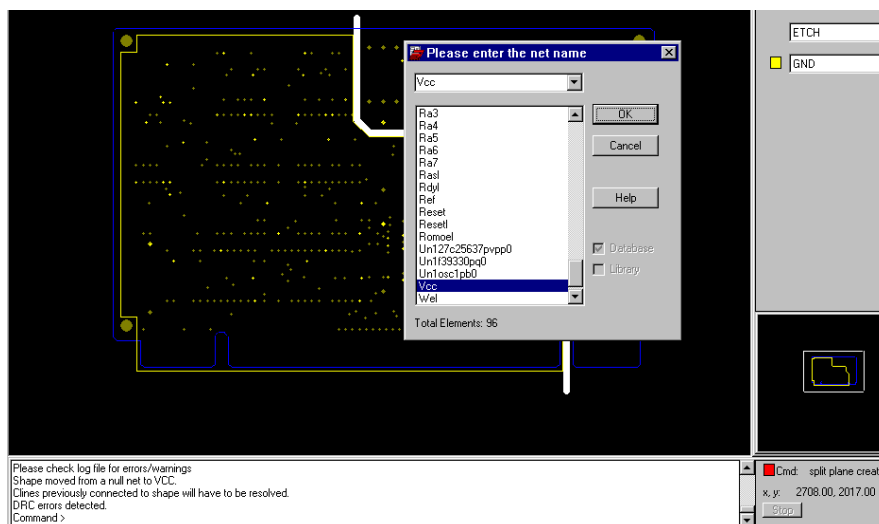 Please enter the net name
ETCH
GND
Vcc
Ra3
Ra4
Ra5
Ra6
Ra7
Rasl
Rdyl
Ref
Reset
Resetl
Romoel
Un127c25637pvpp0
Un1f39330pq0
Un1osc1pb0
Vcc
Wel
OK
Cancel
Help
Database
Library
Total Elements: 96
Please check log file for errors/warnings
Shape moved from a null net to VCC.
Clines previously connected to shape will have to be resolved.
DRC errors detected.
Command >
Cmd: split plane creat
x, y: 2708.00, 2017.00
Stop